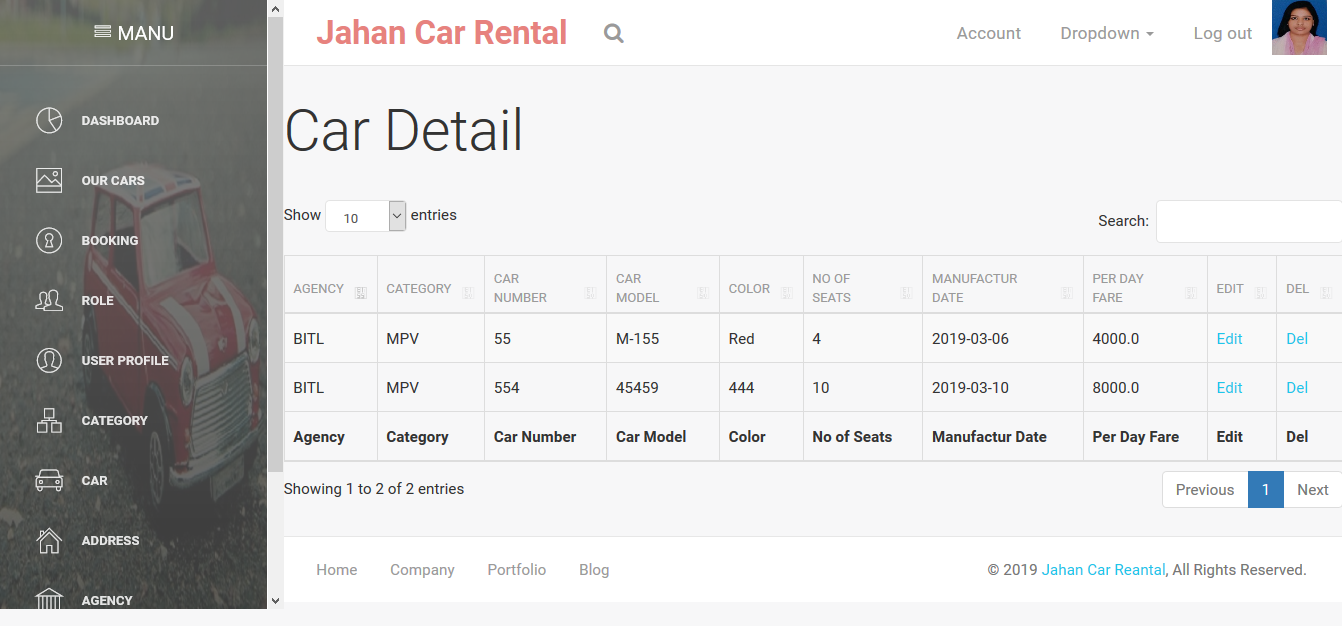 MANU
DASHBOARD
OUR CARS
BOOKING
ROLE
USER PROFILE
CATEGORY
CAR
ADDRESS
AGENCY
Jahan Car Rental
Account Dropdown Log out
Car Detail
Show 10 entries
Search:
AGENCY CATEGORY CAR NUMBER CAR MODEL COLOR NO OF SEATS MANUFACTUR DATE PER DAY FARE EDIT DEL
BITL MPV 55 M-155 Red 4 2019-03-06 4000.0 Edit Del
BITL MPV 554 45459 444 10 2019-03-10 8000.0 Edit Del
Agency Category Car Number Car Model Color No of Seats Manufactur Date Per Day Fare Edit Del
Showing 1 to 2 of 2 entries
Previous 1 Next
Home Company Portfolio Blog
© 2019 Jahan Car Reantal, All Rights Reserved.